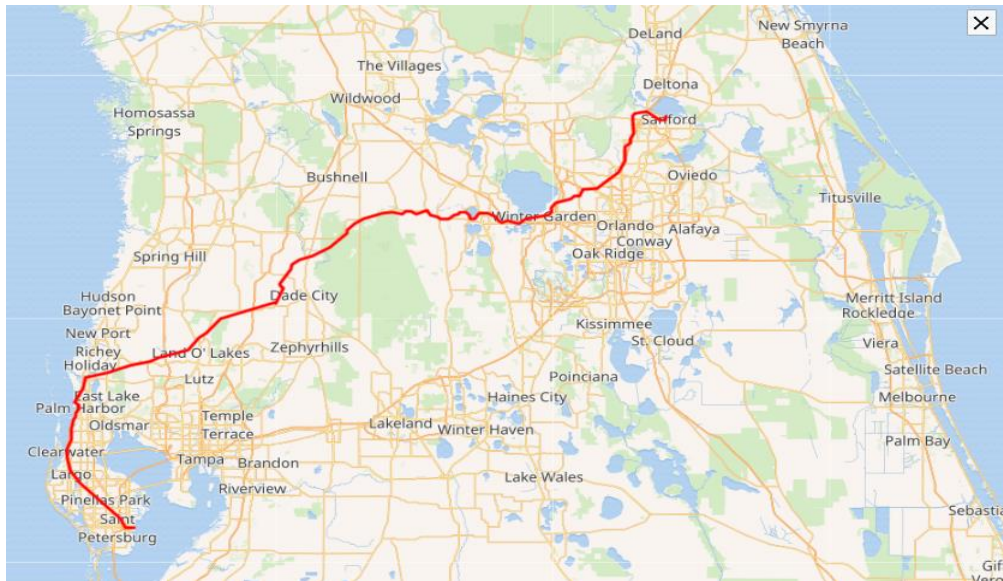 New Smyrna
Beach
DeLand
The Villages
Deltona
Wildwood
Homosassa
Springs
Sanford
Bushnell
Oviedo
Titusville
Winter Garden
Orlando
Alafaya
Conway
Oak Ridge
Spring Hill
Hudson
Bayonet Point
Dade City
Merritt Island
Rockledge
New Port
Richey
Kissimmee
St. Cloud
Viera
Land O' Lakes
Zephyrhills
Holiday
Lutz
Poinciana
Satellite Beach
East Lake
Palm Harbor
Haines City
Melbourne
Oldsmar
Temple
Terrace
Lakeland
Winter Haven
Palm Bay
Clearwater
Tampa
Brandon
Largo
Riverview
Lake Wales
Pinellas Park
Saint
Petersburg
Sebastia